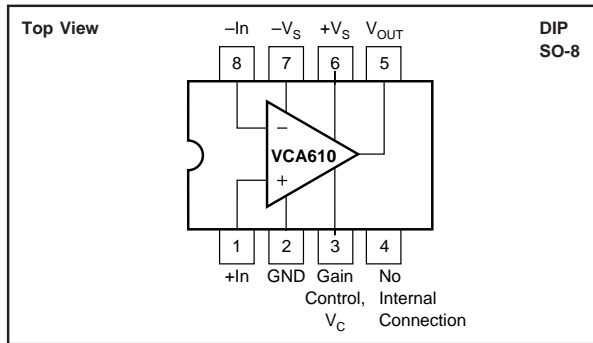 Top View
DIP
SO-8
–In –V_S +V_S V_OUT
8 7 6 5
–
VCA610
+
1 2 3 4
+In GND Gain Control, V_C No Internal Connection